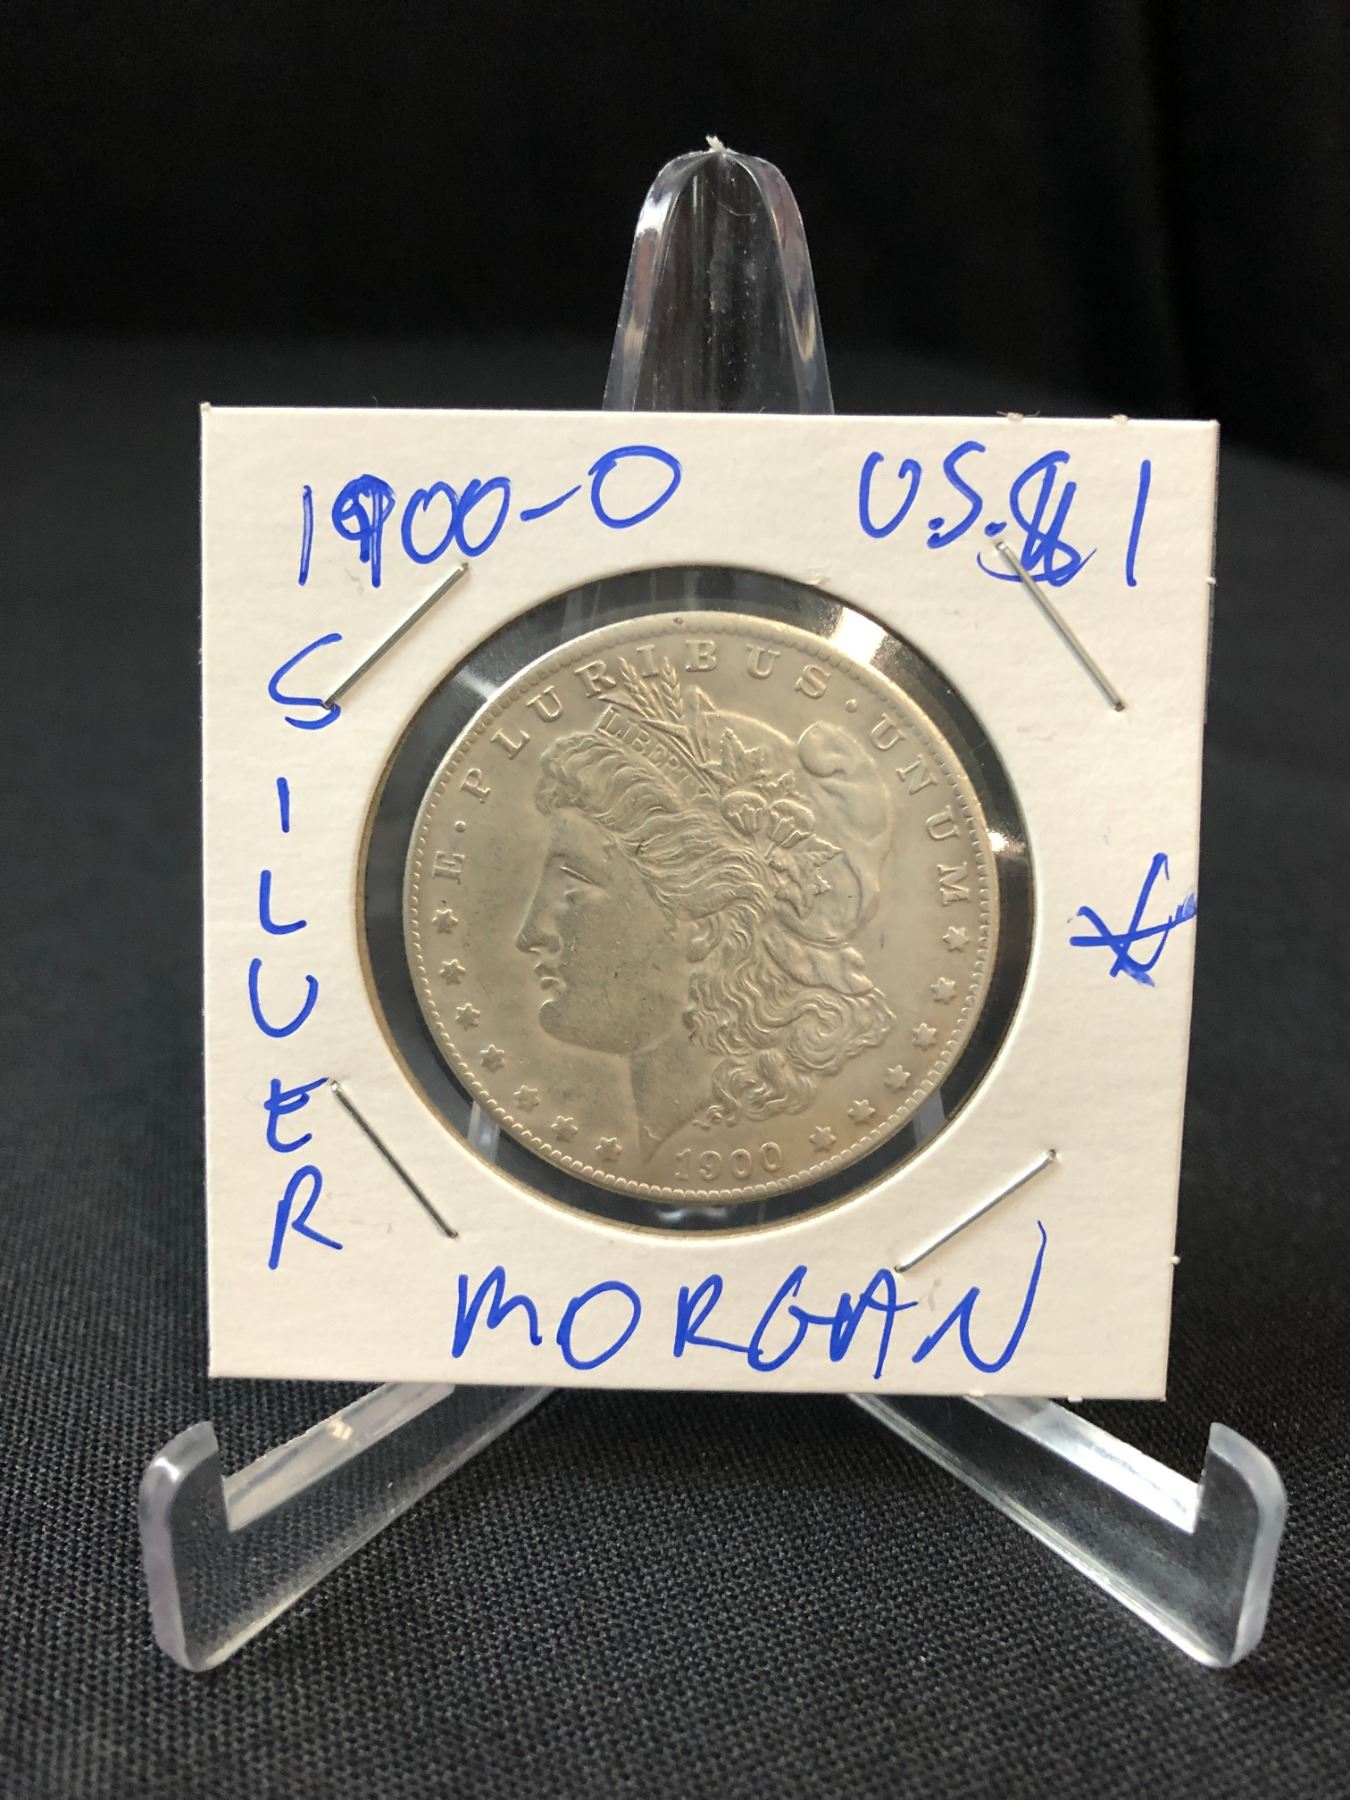 1900-O U.S. $1
SILVER
E · PLURIBUS · UNUM
LIBERTY
1900
MORGAN